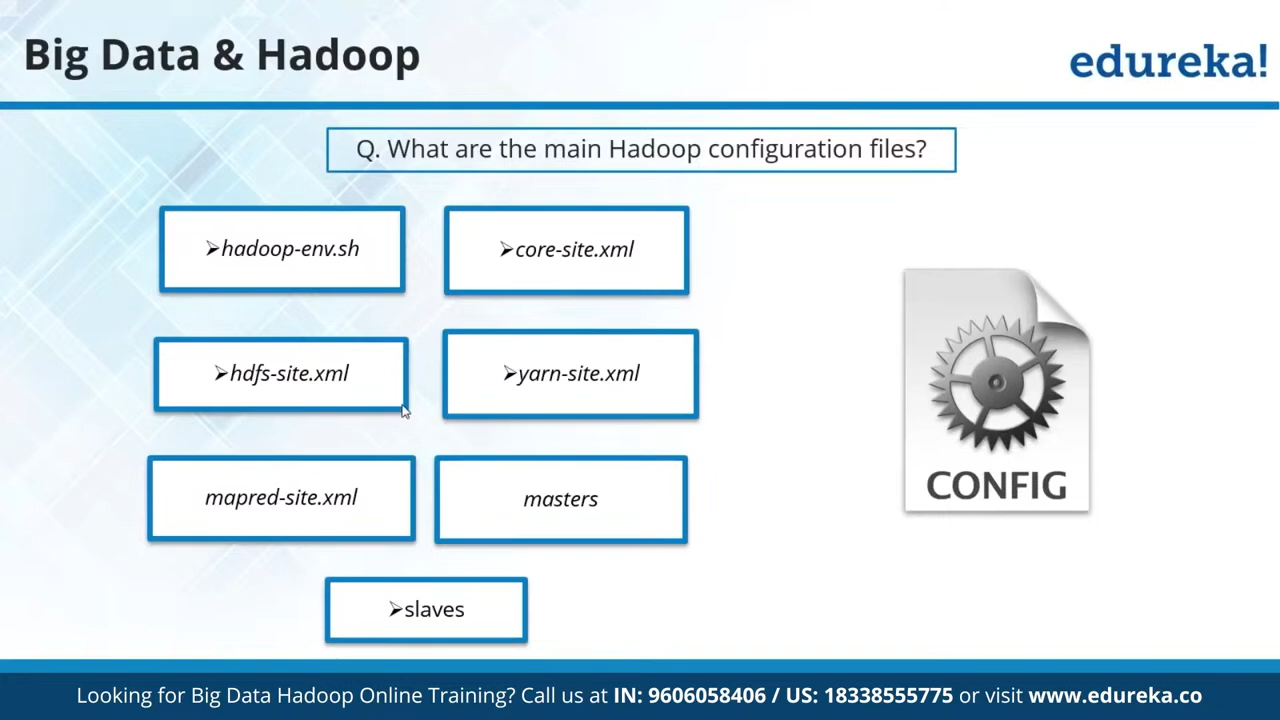 Big Data & Hadoop
edureka!
Q. What are the main Hadoop configuration files?
➢hadoop-env.sh
➢core-site.xml
➢hdfs-site.xml
➢yarn-site.xml
mapred-site.xml
masters
➢slaves
CONFIG
Looking for Big Data Hadoop Online Training? Call us at IN: 9606058406 / US: 18338555775 or visit www.edureka.co